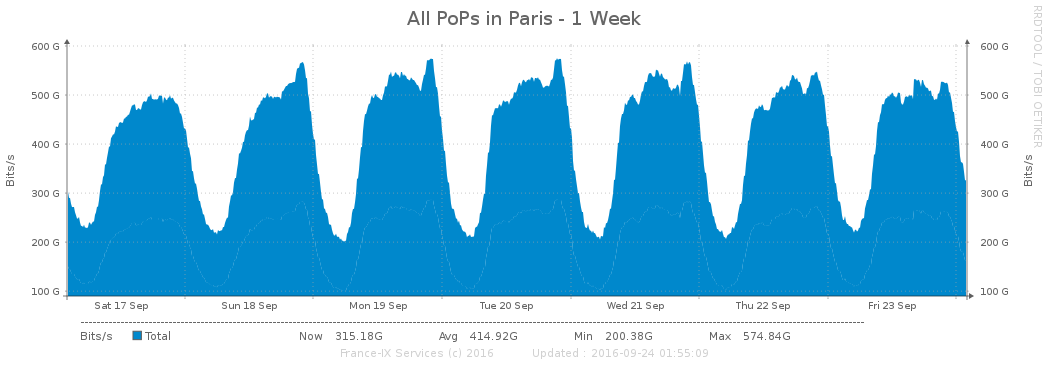 All PoPs in Paris - 1 Week
RRDTOOL / TOBI OETIKER
600 G 600 G
500 G 500 G
400 G 400 G
300 G 300 G
200 G 200 G
100 G 100 G
Bits/s
Bits/s
Sat 17 Sep Sun 18 Sep Mon 19 Sep Tue 20 Sep Wed 21 Sep Thu 22 Sep Fri 23 Sep
Bits/s Total Now 315.18G Avg 414.92G Min 200.38G Max 574.84G
France-IX Services (c) 2016 Updated : 2016-09-24 01:55:09